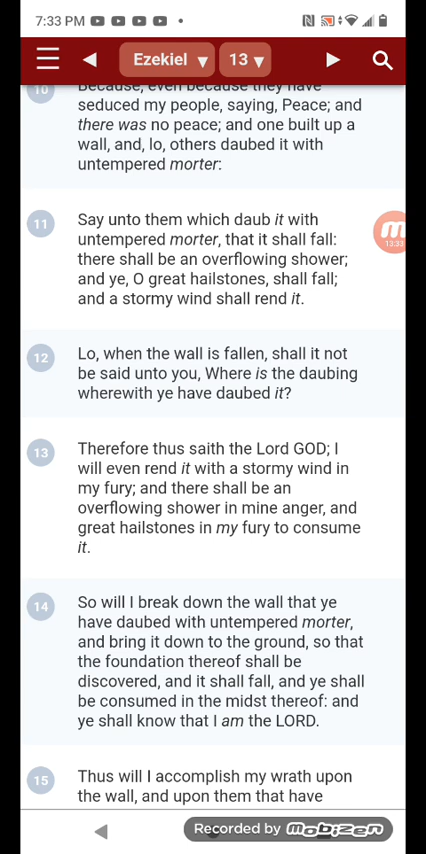 7:33 PM
Ezekiel ▼ 13 ▼
10 Because, even because they have
seduced my people, saying, Peace; and
there was no peace; and one built up a
wall, and, lo, others daubed it with
untempered morter:
11 Say unto them which daub it with
untempered morter, that it shall fall:
there shall be an overflowing shower;
and ye, O great hailstones, shall fall;
and a stormy wind shall rend it.
m
13:33
12 Lo, when the wall is fallen, shall it not
be said unto you, Where is the daubing
wherewith ye have daubed it?
13 Therefore thus saith the Lord GOD; I
will even rend it with a stormy wind in
my fury; and there shall be an
overflowing shower in mine anger, and
great hailstones in my fury to consume
it.
14 So will I break down the wall that ye
have daubed with untempered morter,
and bring it down to the ground, so that
the foundation thereof shall be
discovered, and it shall fall, and ye shall
be consumed in the midst thereof: and
ye shall know that I am the LORD.
15 Thus will I accomplish my wrath upon
the wall, and upon them that have
Recorded by mobizen